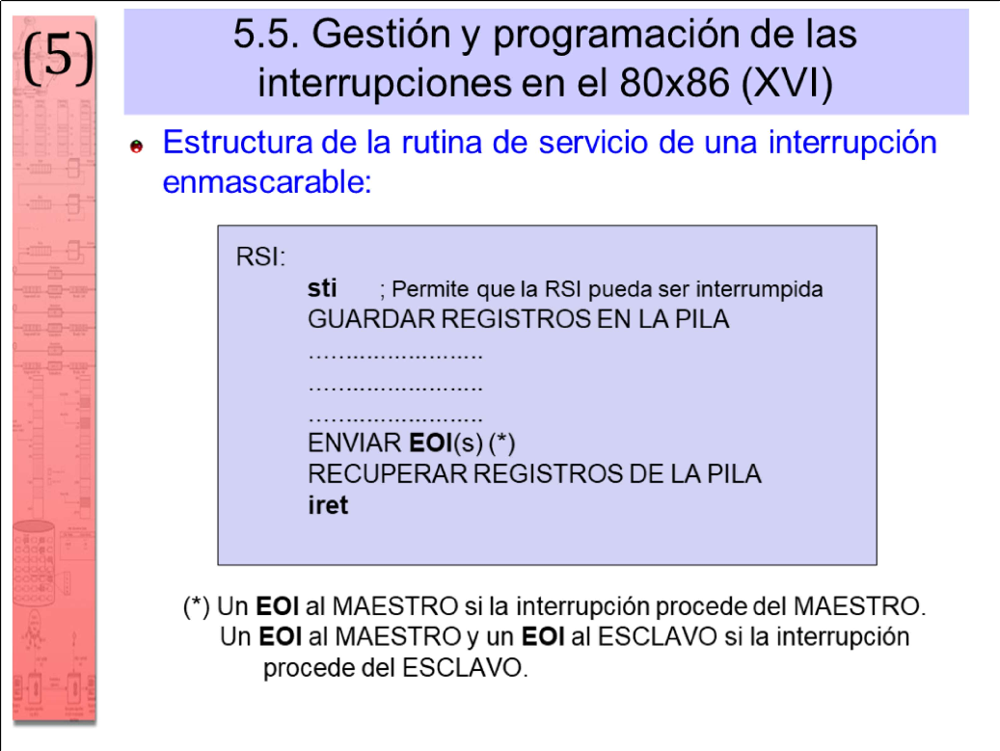 (5)
5.5. Gestión y programación de las
interrupciones en el 80x86 (XVI)
Estructura de la rutina de servicio de una interrupción
enmascarable:
RSI:
sti ; Permite que la RSI pueda ser interrumpida
GUARDAR REGISTROS EN LA PILA
........................
........................
........................
ENVIAR EOI(s) (*)
RECUPERAR REGISTROS DE LA PILA
iret
(*) Un EOI al MAESTRO si la interrupción procede del MAESTRO.
Un EOI al MAESTRO y un EOI al ESCLAVO si la interrupción
procede del ESCLAVO.